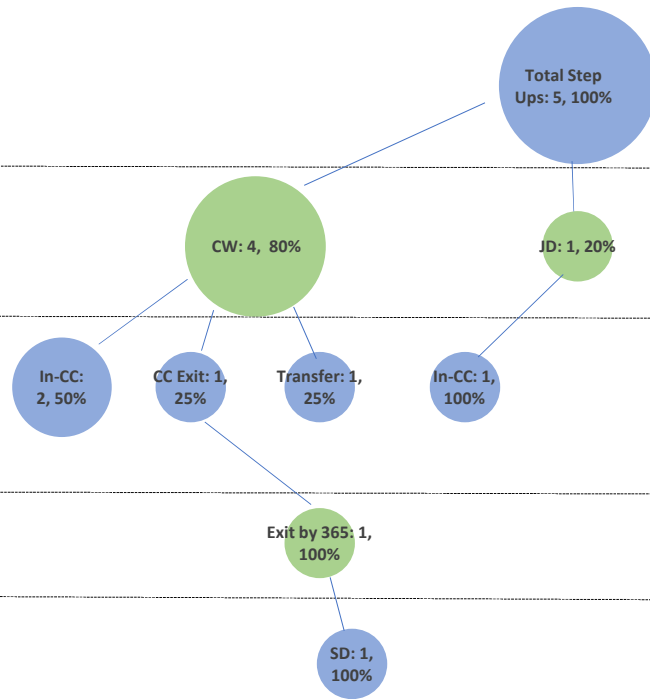 Total Step
Ups: 5, 100%
CW: 4,  80%
JD: 1, 20%
In-CC:
2, 50%
CC Exit: 1,
25%
Transfer: 1,
25%
In-CC: 1,
100%
Exit by 365: 1,
100%
SD: 1,
100%